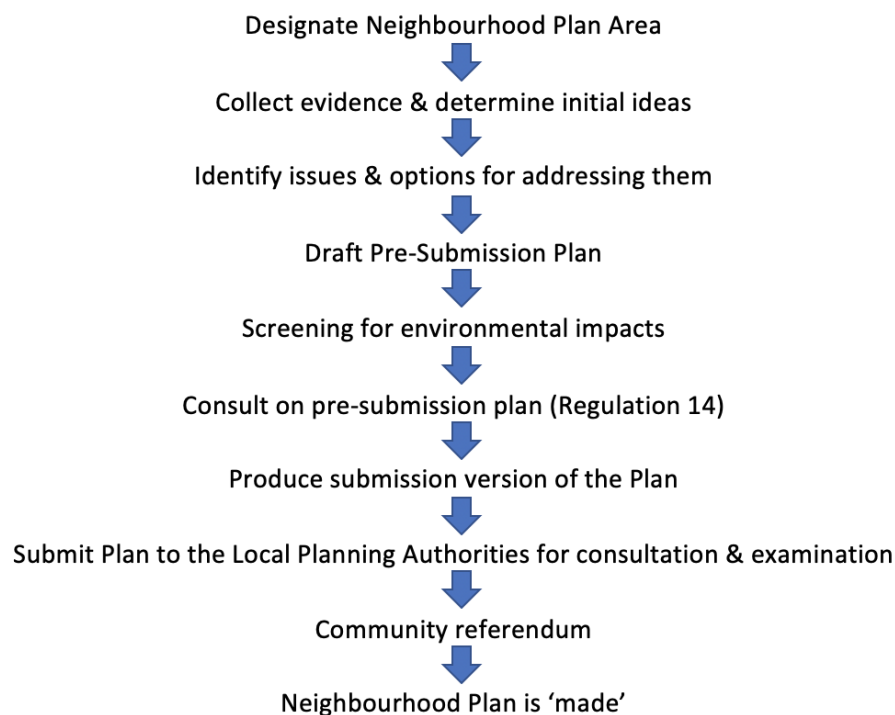 Designate Neighbourhood Plan Area
Collect evidence & determine initial ideas
Identify issues & options for addressing them
Draft Pre-Submission Plan
Screening for environmental impacts
Consult on pre-submission plan (Regulation 14)
Produce submission version of the Plan
Submit Plan to the Local Planning Authorities for consultation & examination
Community referendum
Neighbourhood Plan is ‘made’